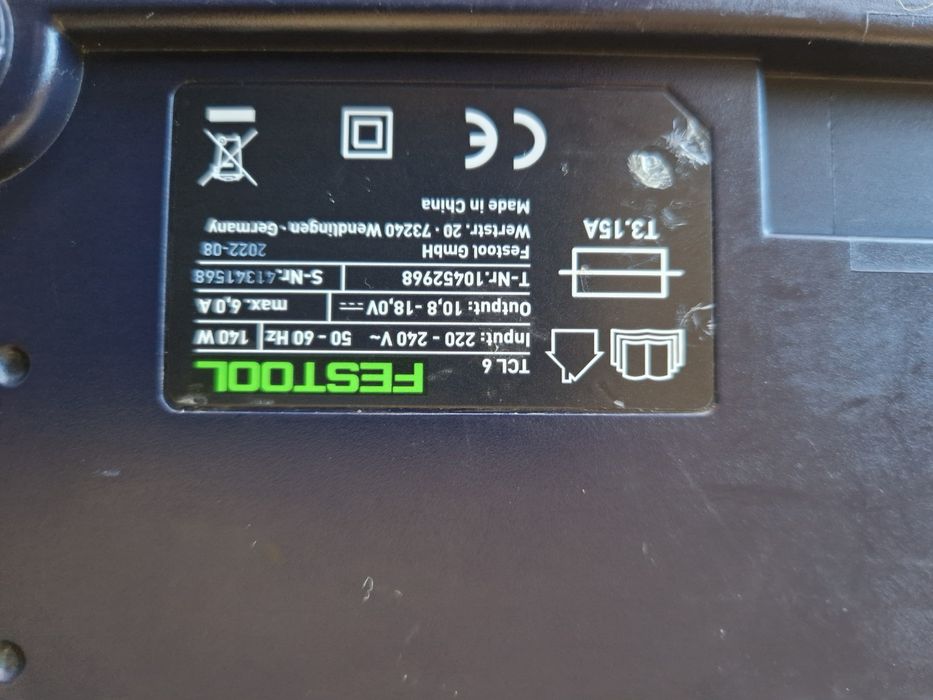 FESTOOL
TCL 6
Input: 220 - 240 V~ 50 - 60 Hz 140 W
Output: 10,8 - 18,0V max. 6,0 A
T-Nr.10452968 S-Nr.41341568
Festool GmbH 2022-08
Wertstr. 20 · 73240 Wendlingen · Germany
Made in China
T3.15A
CE